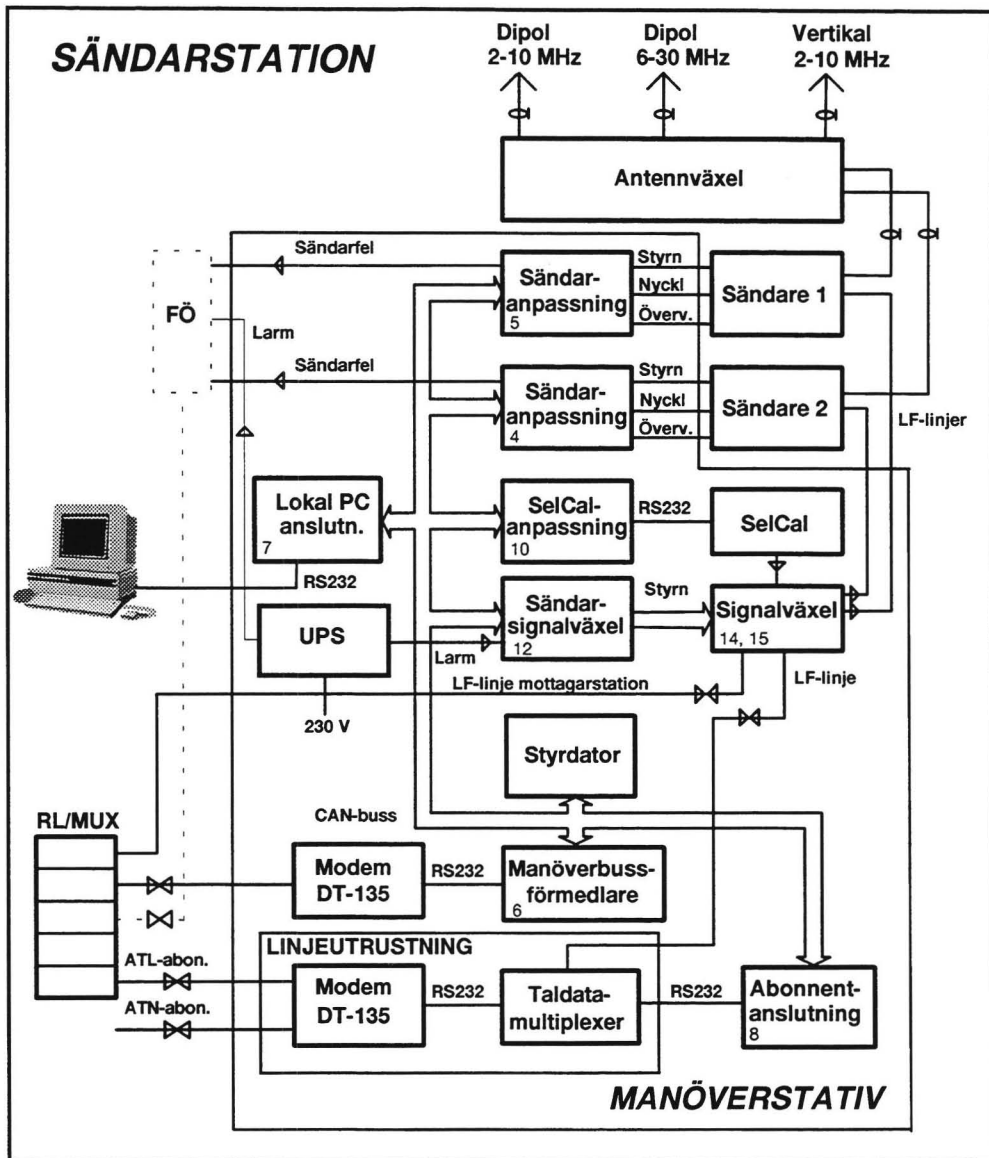 SÄNDARSTATION
Dipol
2-10 MHz
Dipol
6-30 MHz
Vertikal
2-10 MHz
Antennväxel
Sändarfel
FÖ
Larm
Sändar-
anpassning
5
Styrn
Nyckl
Överv.
Sändare 1
Sändarfel
Sändar-
anpassning
4
Styrn
Nyckl
Överv.
Sändare 2
LF-linjer
Lokal PC
anslutn.
7
RS232
SelCal-
anpassning
10
RS232
SelCal
UPS
230 V
Larm
Sändar-
signalväxel
12
Styrn
Signalväxel
14, 15
LF-linje mottagarstation
LF-linje
Styrdator
CAN-buss
RL/MUX
Modem
DT-135
RS232
Manöverbuss-
förmedlare
6
LINJEUTRUSTNING
ATL-abon.
ATN-abon.
Modem
DT-135
RS232
Taldata-
multiplexer
RS232
Abonnent-
anslutning
8
MANÖVERSTATIV